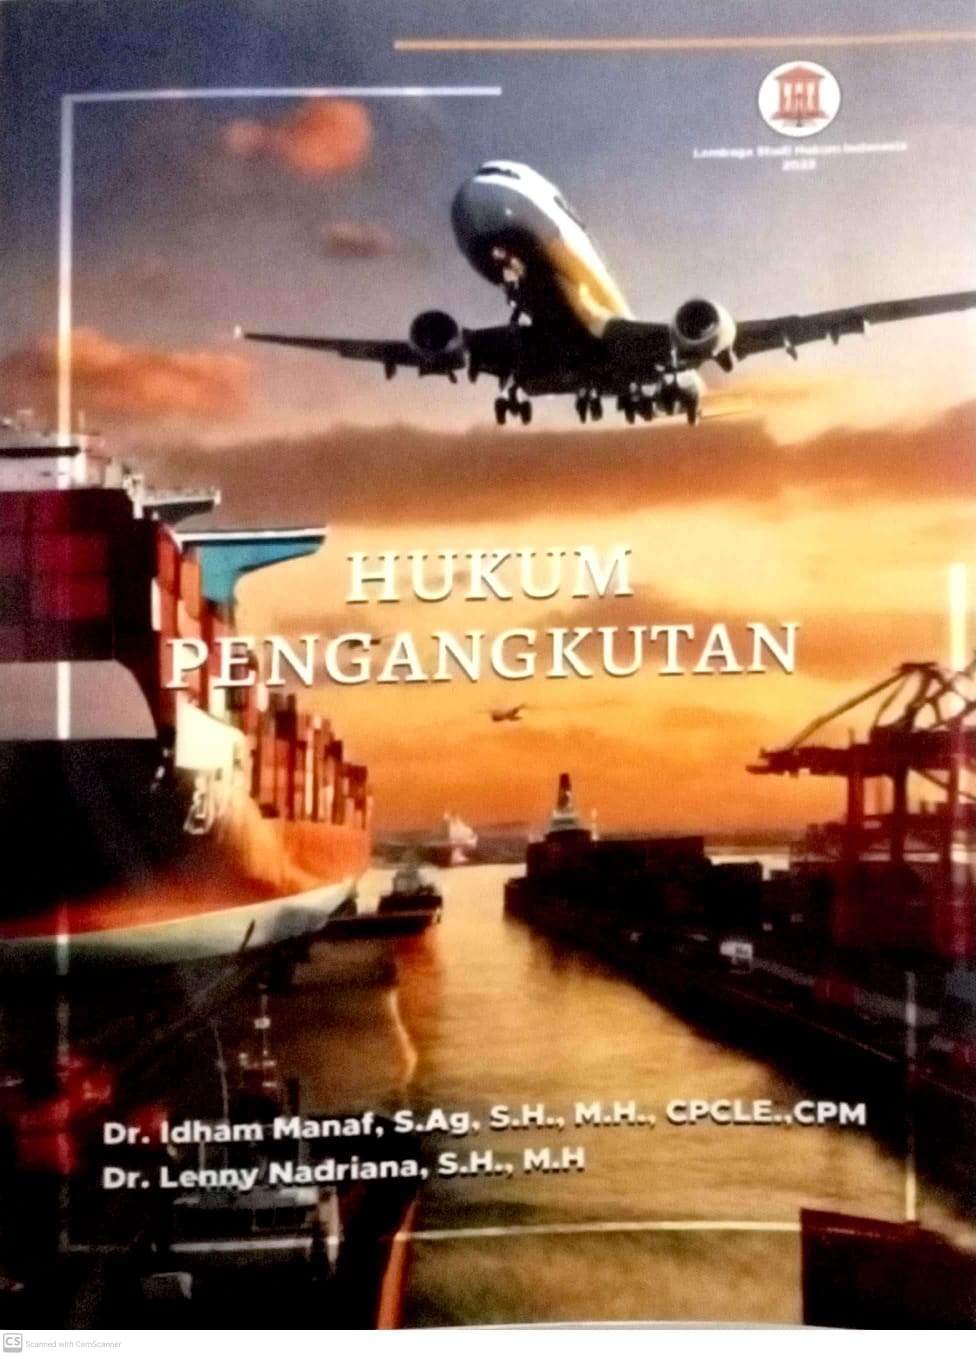 Lembaga Studi Hukum Indonesia
2023
HUKUM
PENGANGKUTAN
Dr. Idham Manaf, S.Ag, S.H., M.H., CPCLE.,CPM
Dr. Lenny Nadriana, S.H., M.H
CS Scanned with CamScanner